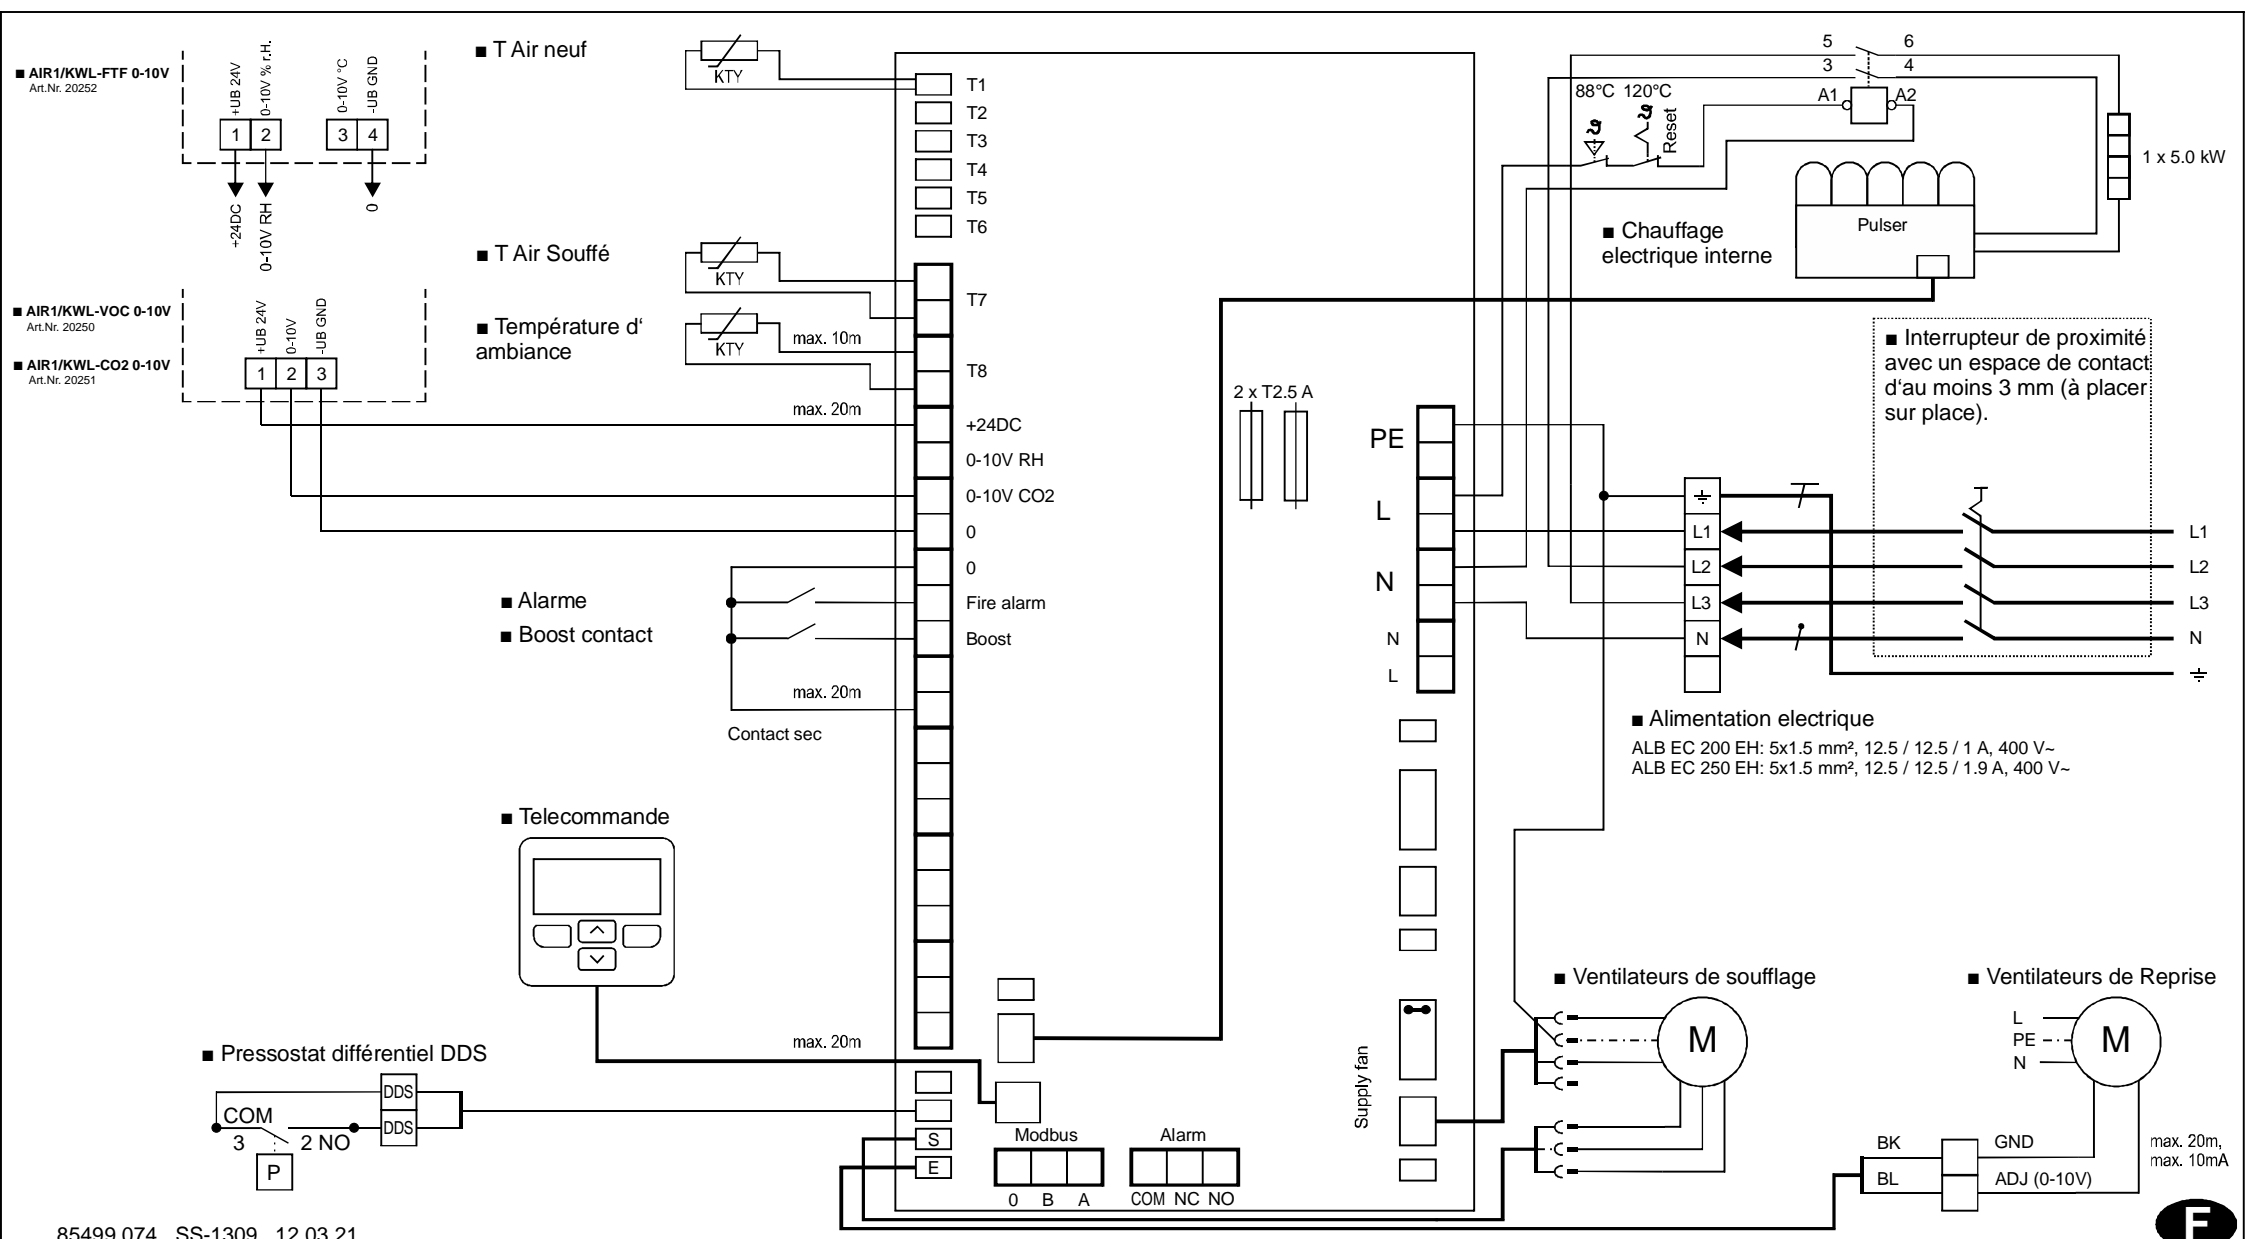 ■ AIR1/KWL-FTF 0-10V
Art.Nr. 20252
+UB 24V
0-10V % r.H.
0-10V °C
-UB GND
1 2 3 4
+24DC
0-10V RH
0
■ AIR1/KWL-VOC 0-10V
Art.Nr. 20250
■ AIR1/KWL-CO2 0-10V
Art.Nr. 20251
+UB 24V
0-10V
-UB GND
1 2 3
■ T Air neuf
KTY
■ T Air Souffé
KTY
■ Température d‘
ambiance
KTY
max. 10m
max. 20m
T1
T2
T3
T4
T5
T6
T7
T8
+24DC
0-10V RH
0-10V CO2
0
0
Fire alarm
Boost
■ Alarme
■ Boost contact
max. 20m
Contact sec
■ Telecommande
max. 20m
■ Pressostat différentiel DDS
DDS
DDS
COM
3
2 NO
P
S
E
Modbus
0 B A
Alarm
COM NC NO
2 x T2.5 A
PE
L
N
N
L
Supply fan
5 6
3 4
A1 A2
88°C 120°C
Reset
1 x 5.0 kW
■ Chauffage
electrique interne
Pulser
■ Interrupteur de proximité
avec un espace de contact
d‘au moins 3 mm (à placer
sur place).
L1
L2
L3
N
L1
L2
L3
N
■ Alimentation electrique
ALB EC 200 EH: 5x1.5 mm², 12.5 / 12.5 / 1 A, 400 V~
ALB EC 250 EH: 5x1.5 mm², 12.5 / 12.5 / 1.9 A, 400 V~
■ Ventilateurs de soufflage
M
■ Ventilateurs de Reprise
L
PE
N
M
BK
BL
GND
ADJ (0-10V)
max. 20m,
max. 10mA
85499.074 SS-1309 12.03.21
F